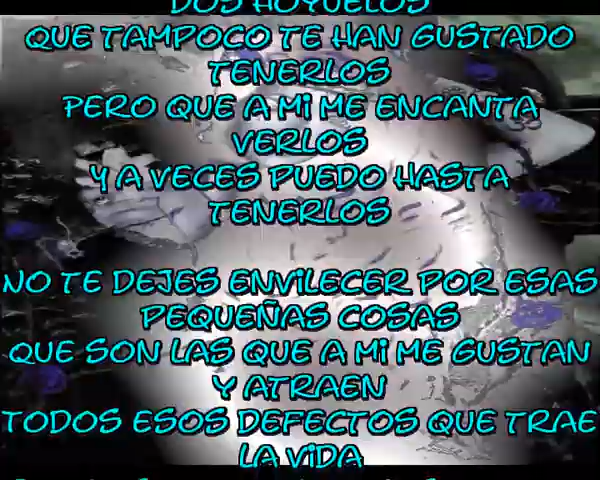 DOS HOYUELOS
QUE TAMPOCO TE HAN GUSTADO
TENERLOS
PERO QUE A Mi ME ENCANTA
VERLOS
Y A VECES PUEDO HASTA
TENERLOS
NO TE DEJES ENViLECER POR ESAS
PEQUEÑAS COSAS
QUE SON LAS QUE A Mi ME GUSTAN
Y ATRAEN
TODOS ESOS DEFECTOS QUE TRAE
LA ViDA